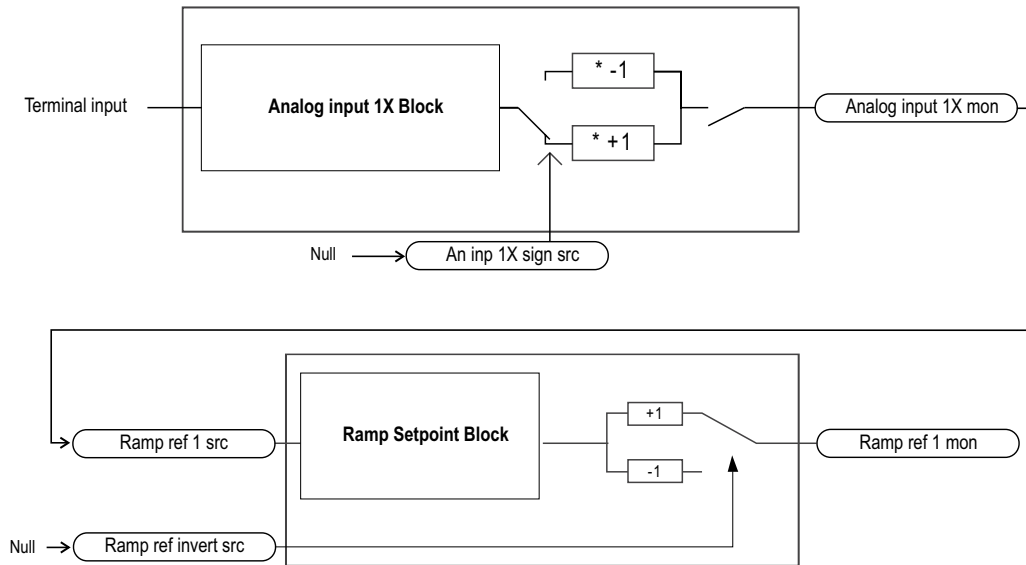 * -1
Terminal input
Analog input 1X Block
Analog input 1X mon
* +1
Null
An inp 1X sign src
+1
Ramp ref 1 src
Ramp Setpoint Block
Ramp ref 1 mon
-1
Null
Ramp ref invert src